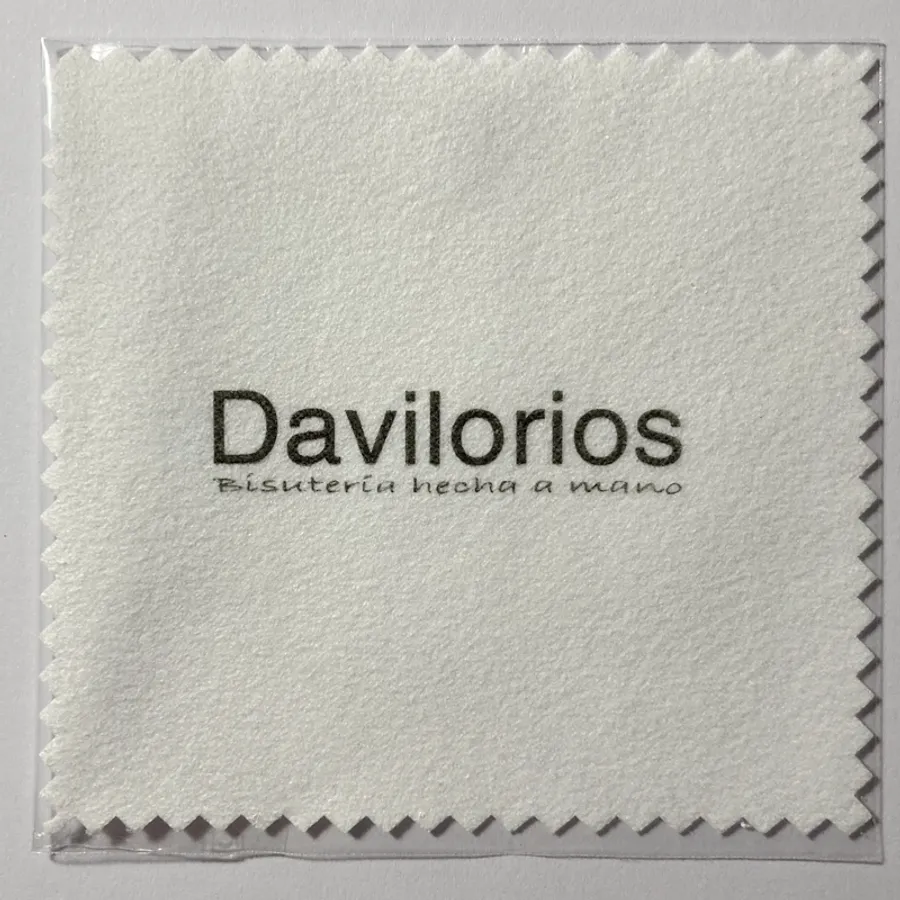 Davilorios
Bisutería hecha a mano